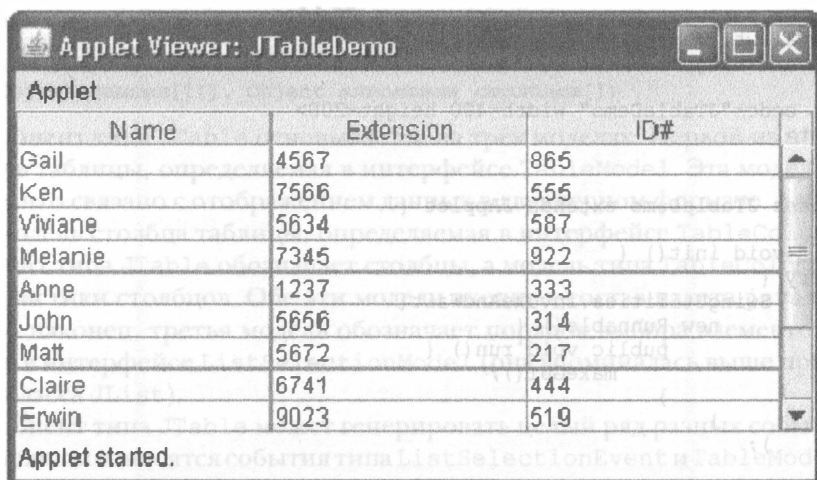 Applet Viewer: JTableDemo
Applet
Name Extension ID#
Gail 4567 865
Ken 7566 555
Viviane 5634 587
Melanie 7345 922
Anne 1237 333
John 5656 314
Matt 5672 217
Claire 6741 444
Erwin 9023 519
Applet started.